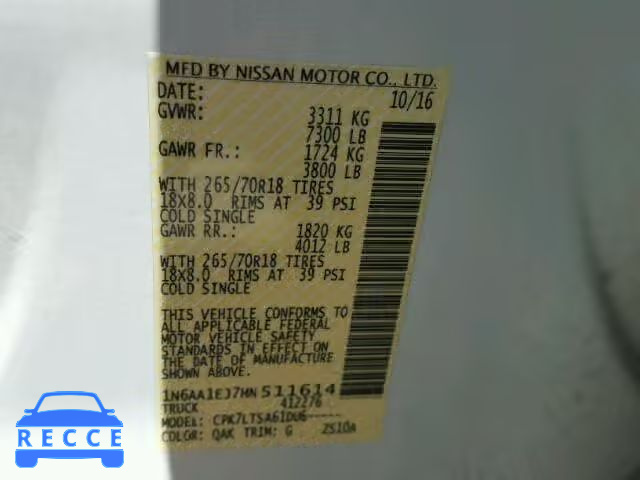 MFD BY NISSAN MOTOR CO., LTD.
DATE: 10/16
GVWR: 3311 KG
7300 LB
GAWR FR.: 1724 KG
3800 LB
WITH 265/70R18 TIRES
18X8.0 RIMS AT 39 PSI
COLD SINGLE
GAWR RR.: 1820 KG
4012 LB
WITH 265/70R18 TIRES
18X8.0 RIMS AT 39 PSI
COLD SINGLE
THIS VEHICLE CONFORMS TO
ALL APPLICABLE FEDERAL
MOTOR VEHICLE SAFETY
STANDARDS IN EFFECT ON
THE DATE OF MANUFACTURE
SHOWN ABOVE.
1N6AA1EJ7HN511614
TRUCK 412276
MODEL: CPK7LTSA61DU6-----
COLOR: QAK TRIM: G 2510A
RECCE